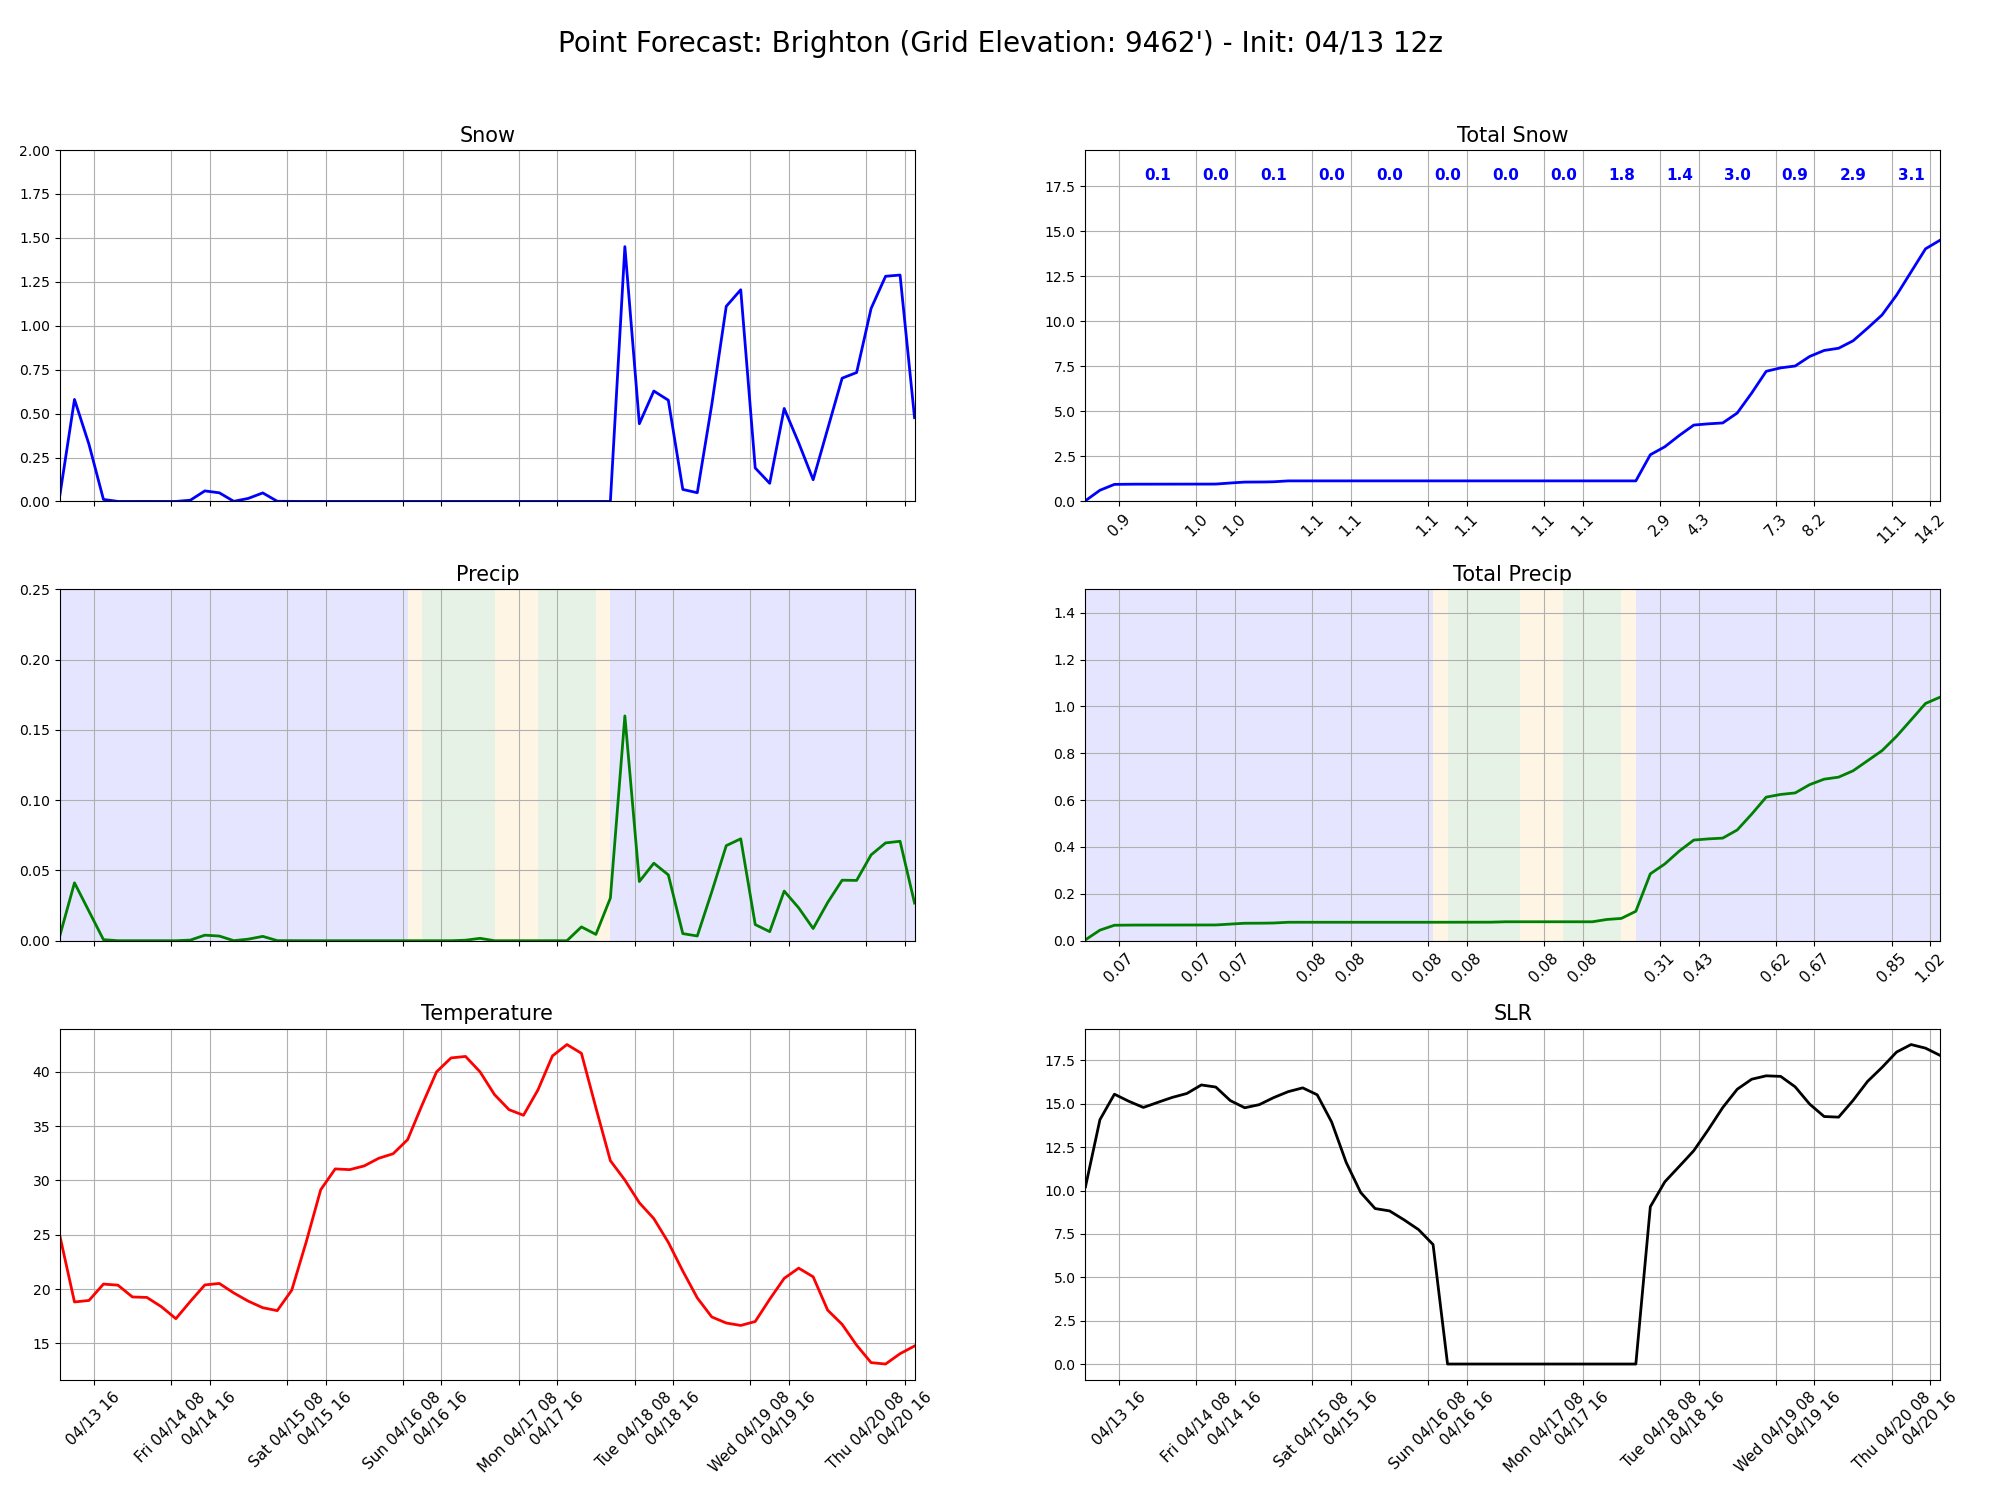 Point Forecast: Brighton (Grid Elevation: 9462') - Init: 04/13 12z
Snow
2.00
1.75
1.50
1.25
1.00
0.75
0.50
0.25
0.00
Total Snow
0.1 0.0 0.1 0.0 0.0 0.0 0.0 0.0 1.8 1.4 3.0 0.9 2.9 3.1
17.5
15.0
12.5
10.0
7.5
5.0
2.5
0.0
0.9 1.0 1.0 1.1 1.1 1.1 1.1 1.1 1.1 2.9 4.3 7.3 8.2 11.1 14.2
Precip
0.25
0.20
0.15
0.10
0.05
0.00
Total Precip
1.4
1.2
1.0
0.8
0.6
0.4
0.2
0.0
0.07 0.07 0.07 0.08 0.08 0.08 0.08 0.08 0.08 0.31 0.43 0.62 0.67 0.85 1.02
Temperature
40
35
30
25
20
15
04/13 16
Fri 04/14 08
04/14 16
Sat 04/15 08
04/15 16
Sun 04/16 08
04/16 16
Mon 04/17 08
04/17 16
Tue 04/18 08
04/18 16
Wed 04/19 08
04/19 16
Thu 04/20 08
04/20 16
SLR
17.5
15.0
12.5
10.0
7.5
5.0
2.5
0.0
04/13 16
Fri 04/14 08
04/14 16
Sat 04/15 08
04/15 16
Sun 04/16 08
04/16 16
Mon 04/17 08
04/17 16
Tue 04/18 08
04/18 16
Wed 04/19 08
04/19 16
Thu 04/20 08
04/20 16